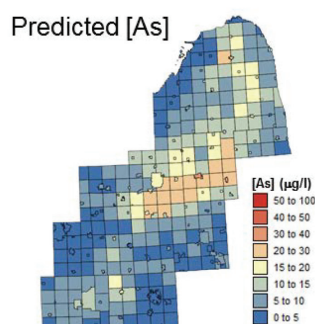 Predicted [As]
[As] (µg/l)
50 to 100
40 to 50
30 to 40
20 to 30
15 to 20
10 to 15
5 to 10
0 to 5